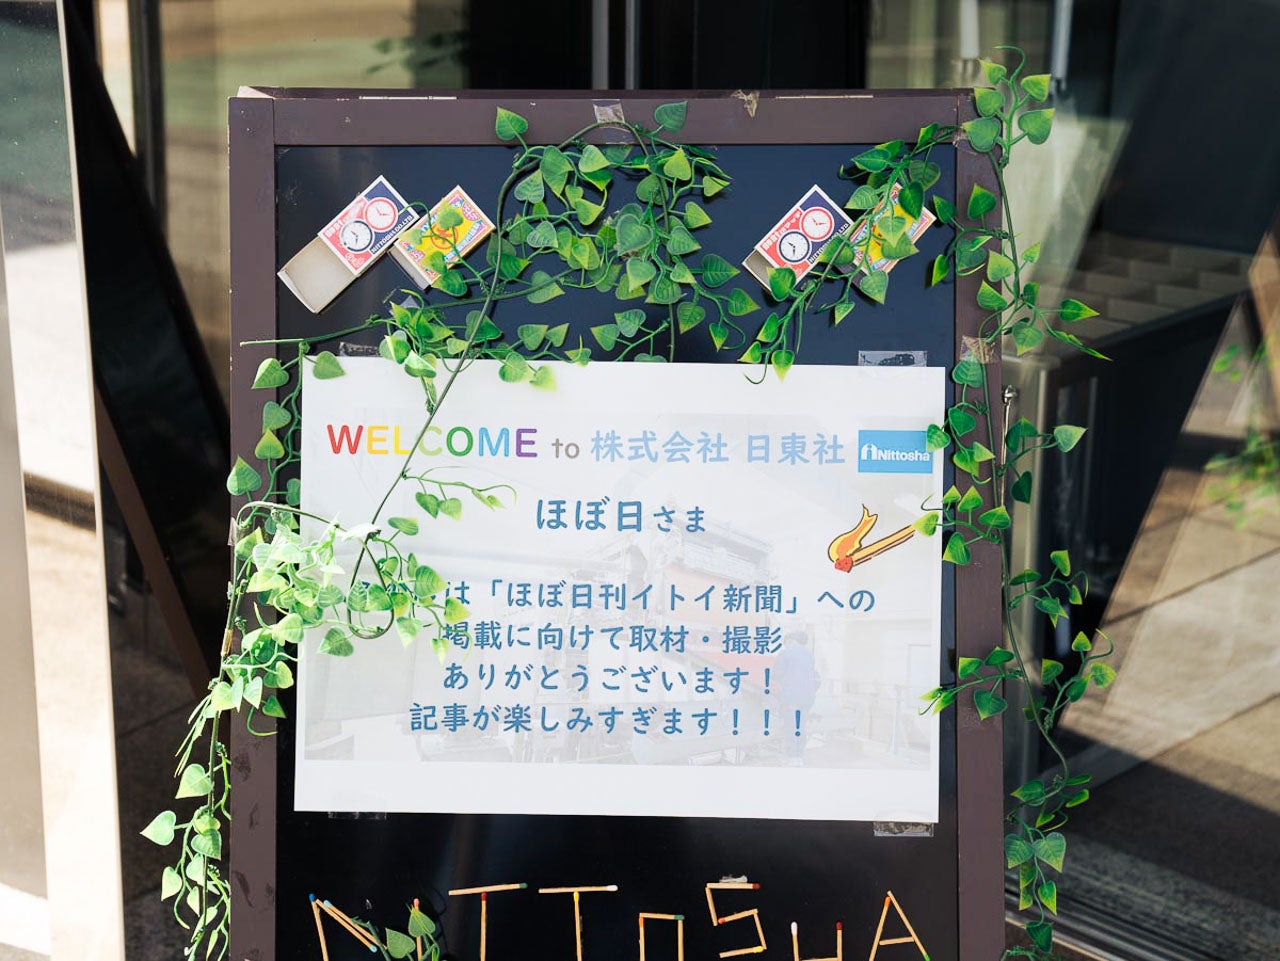 WELCOME to 株式会社 日東社 Nittosha
ほぼ日さま
は「ほぼ日刊イトイ新聞」への
掲載に向けて取材・撮影
ありがとうございます！
記事が楽しみすぎます！！！
NITTOSHA